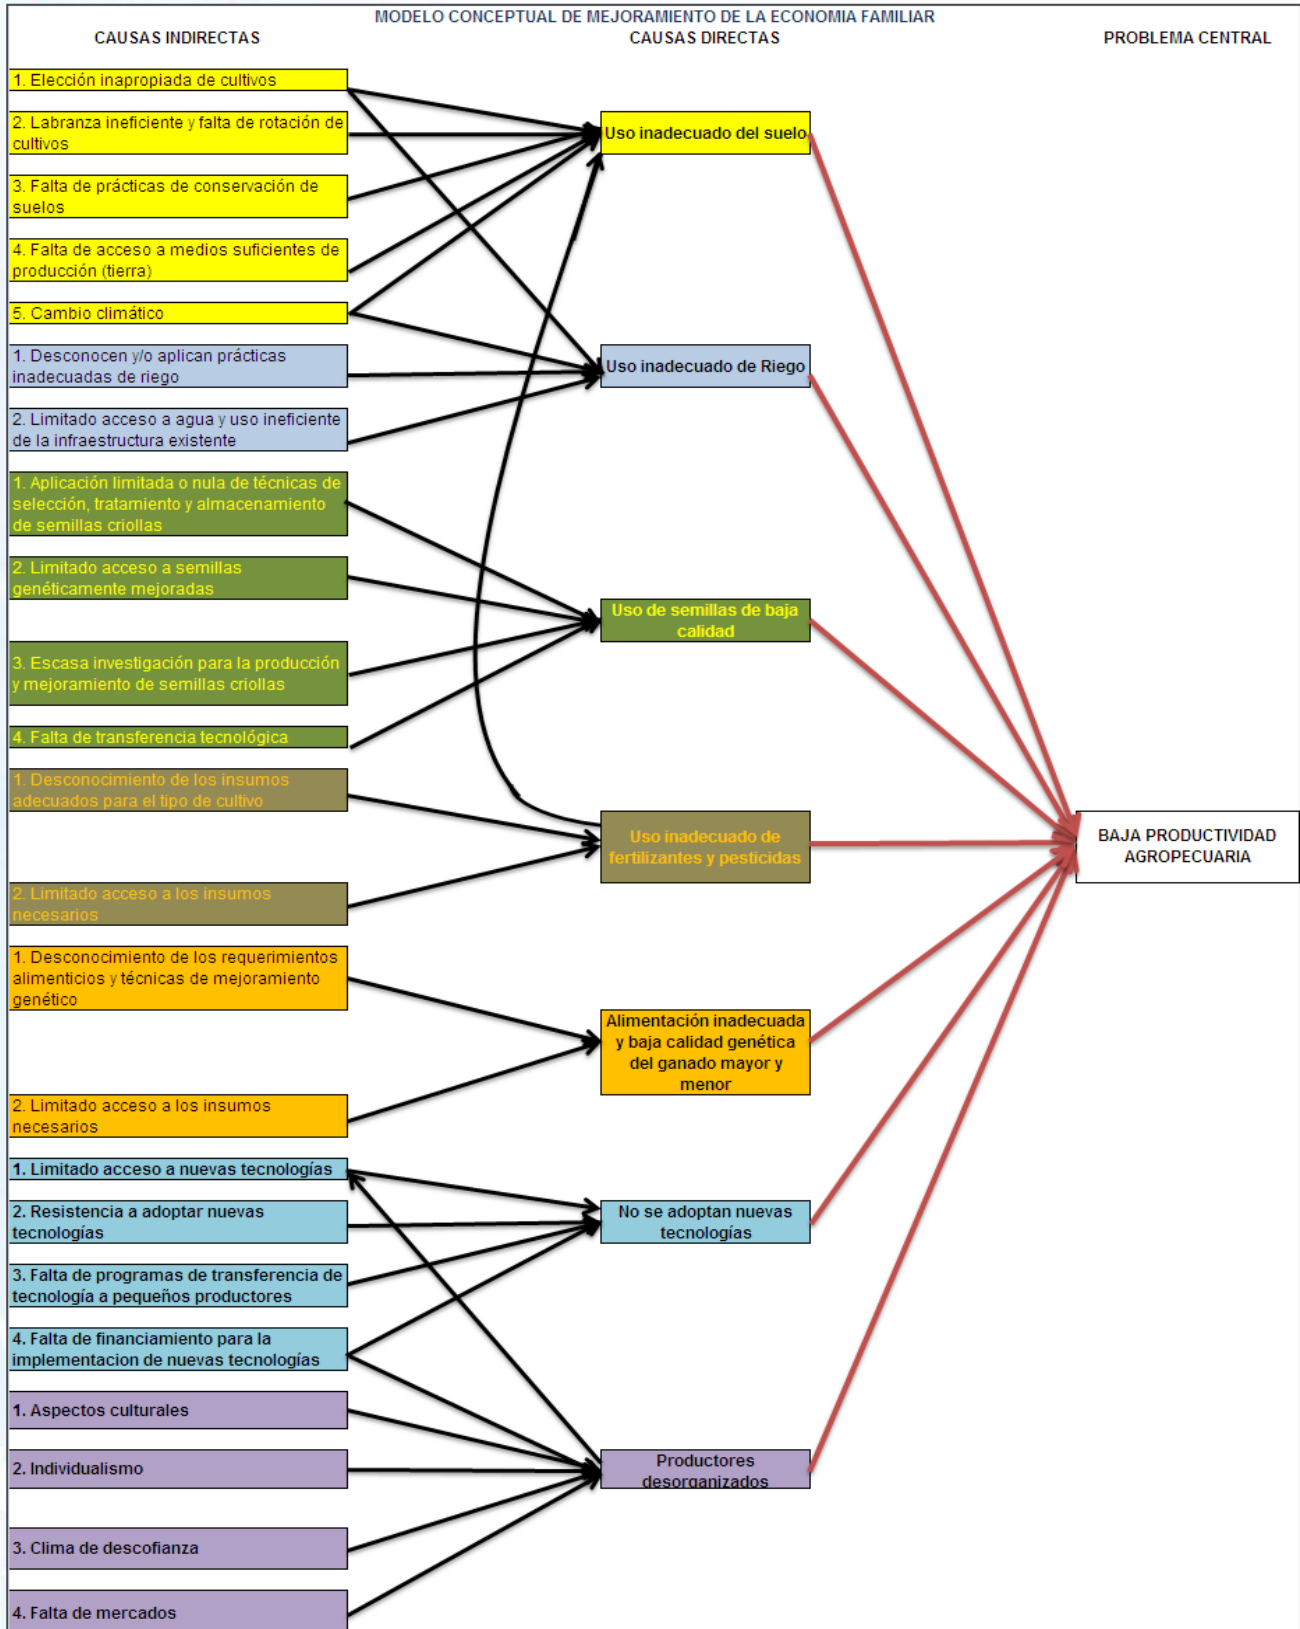 MODELO CONCEPTUAL DE MEJORAMIENTO DE LA ECONOMIA FAMILIAR
CAUSAS INDIRECTAS
CAUSAS DIRECTAS
PROBLEMA CENTRAL
1. Elección inapropiada de cultivos
2. Labranza ineficiente y falta de rotación de
cultivos
3. Falta de prácticas de conservación de
suelos
4. Falta de acceso a medios suficientes de
producción (tierra)
5. Cambio climático
1. Desconocen y/o aplican prácticas
inadecuadas de riego
2. Limitado acceso a agua y uso ineficiente
de la infraestructura existente
1. Aplicación limitada o nula de técnicas de
selección, tratamiento y almacenamiento
de semillas criollas
2. Limitado acceso a semillas
genéticamente mejoradas
3. Escasa investigación para la producción
y mejoramiento de semillas criollas
4. Falta de transferencia tecnológica
1. Desconocimiento de los insumos
adecuados para el tipo de cultivo
2. Limitado acceso a los insumos
necesarios
1. Desconocimiento de los requerimientos
alimenticios y técnicas de mejoramiento
genético
2. Limitado acceso a los insumos
necesarios
1. Limitado acceso a nuevas tecnologías
2. Resistencia a adoptar nuevas
tecnologías
3. Falta de programas de transferencia de
tecnología a pequeños productores
4. Falta de financiamiento para la
implementacion de nuevas tecnologías
1. Aspectos culturales
2. Individualismo
3. Clima de descofianza
4. Falta de mercados
Uso inadecuado del suelo
Uso inadecuado de Riego
Uso de semillas de baja
calidad
Uso inadecuado de
fertilizantes y pesticidas
Alimentación inadecuada
y baja calidad genética
del ganado mayor y
menor
No se adoptan nuevas
tecnologías
Productores
desorganizados
BAJA PRODUCTIVIDAD
AGROPECUARIA